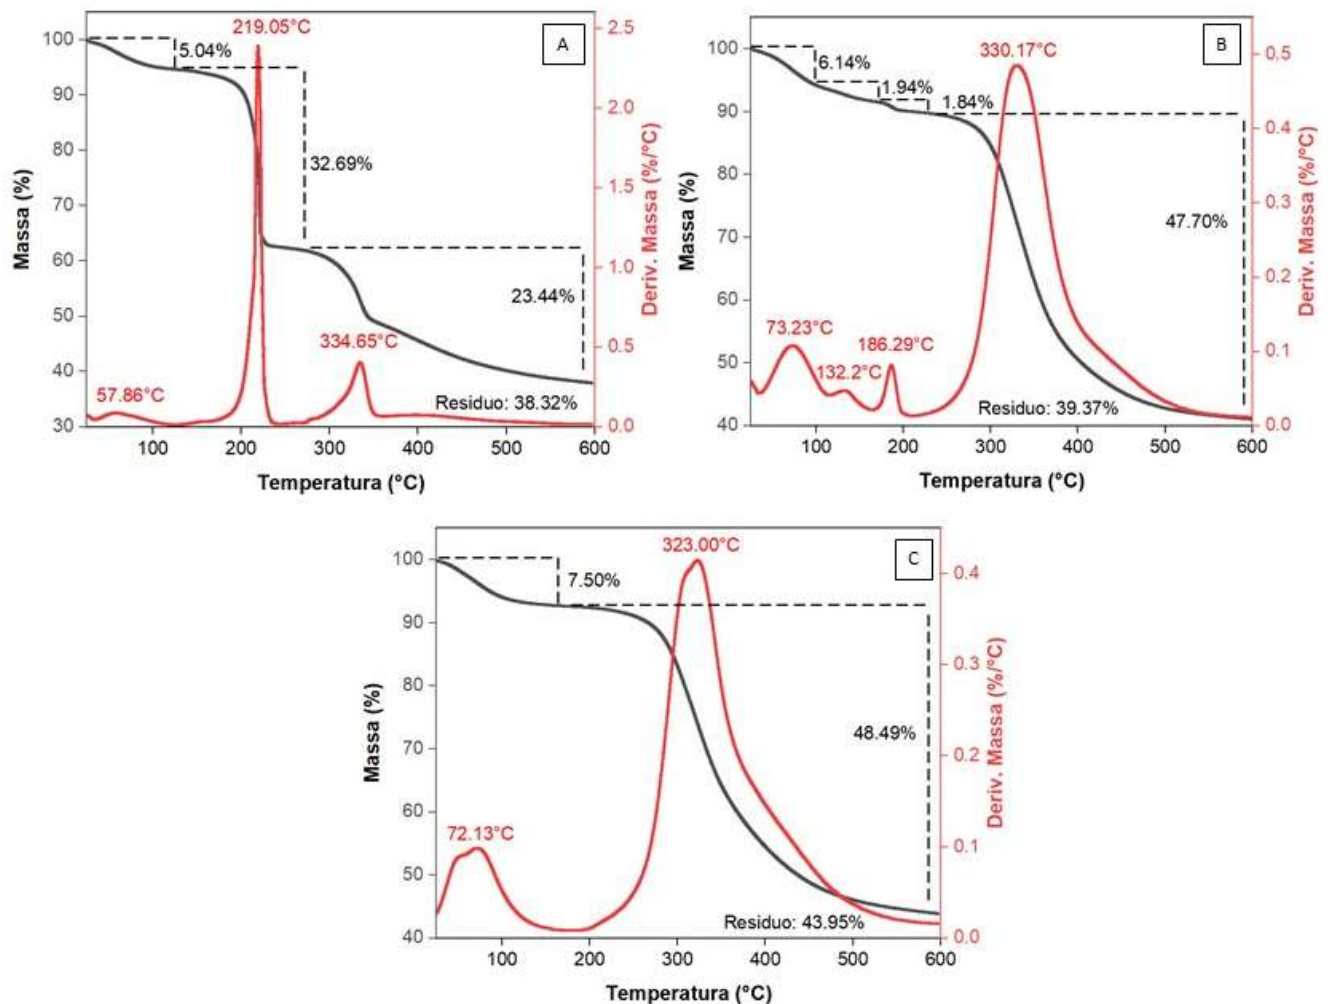 A
219.05°C
5.04%
32.69%
23.44%
334.65°C
57.86°C
Residuo: 38.32%
Massa (%)
100
90
80
70
60
50
40
30
Deriv. Massa (%/°C)
2.5
2.0
1.5
1.0
0.5
0.0
100 200 300 400 500 600
Temperatura (°C)
B
330.17°C
6.14%
1.94%
1.84%
47.70%
73.23°C
132.2°C
186.29°C
Residuo: 39.37%
Massa (%)
100
90
80
70
60
50
40
Deriv. Massa (%/°C)
0.5
0.4
0.3
0.2
0.1
0.0
100 200 300 400 500 600
Temperatura (°C)
C
323.00°C
7.50%
48.49%
72.13°C
Residuo: 43.95%
Massa (%)
100
90
80
70
60
50
40
Deriv. Massa (%/°C)
0.4
0.3
0.2
0.1
0.0
100 200 300 400 500 600
Temperatura (°C)